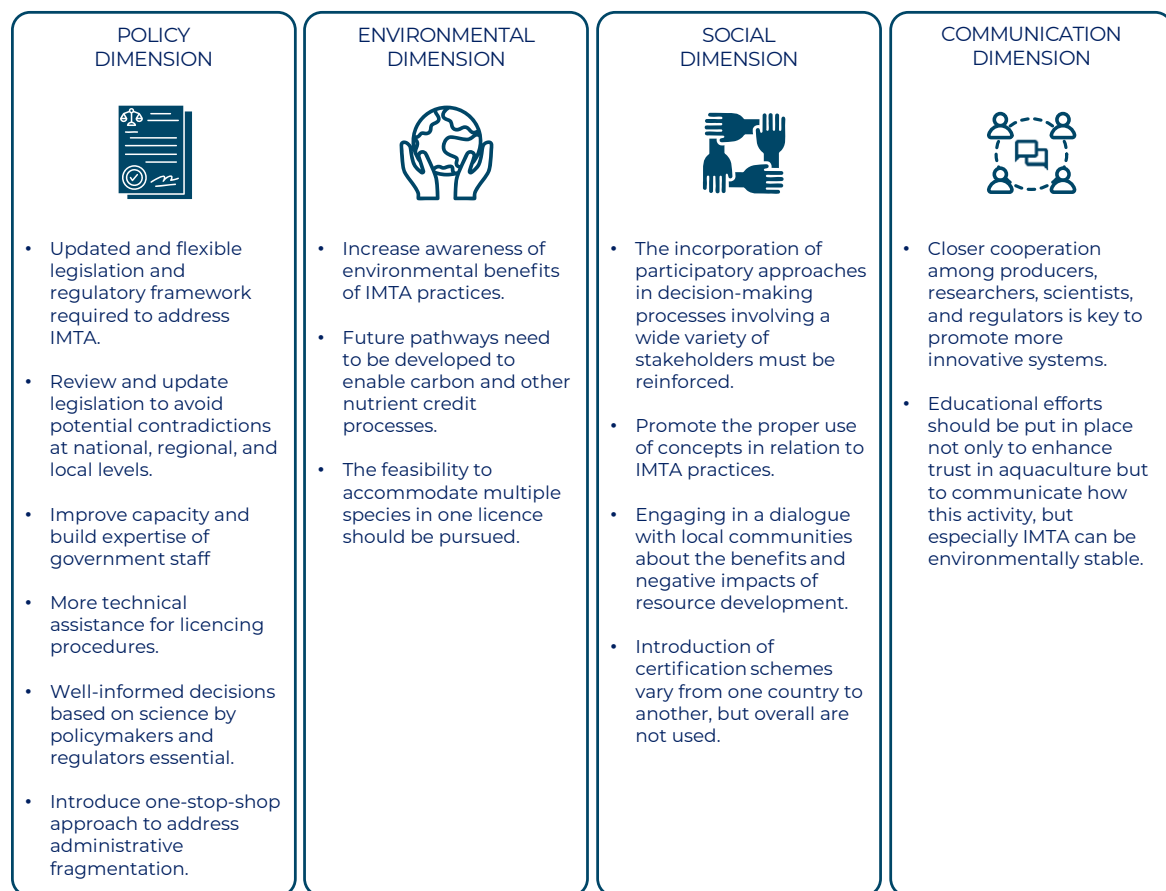 POLICY
DIMENSION
• Updated and flexible
legislation and
regulatory framework
required to address
IMTA.
• Review and update
legislation to avoid
potential contradictions
at national, regional, and
local levels.
• Improve capacity and
build expertise of
government staff
• More technical
assistance for licencing
procedures.
• Well-informed decisions
based on science by
policymakers and
regulators essential.
• Introduce one-stop-shop
approach to address
administrative
fragmentation.
ENVIRONMENTAL
DIMENSION
• Increase awareness of
environmental benefits
of IMTA practices.
• Future pathways need
to be developed to
enable carbon and other
nutrient credit
processes.
• The feasibility to
accommodate multiple
species in one licence
should be pursued.
SOCIAL
DIMENSION
• The incorporation of
participatory approaches
in decision-making
processes involving a
wide variety of
stakeholders must be
reinforced.
• Promote the proper use
of concepts in relation to
IMTA practices.
• Engaging in a dialogue
with local communities
about the benefits and
negative impacts of
resource development.
• Introduction of
certification schemes
vary from one country to
another, but overall are
not used.
COMMUNICATION
DIMENSION
• Closer cooperation
among producers,
researchers, scientists,
and regulators is key to
promote more
innovative systems.
• Educational efforts
should be put in place
not only to enhance
trust in aquaculture but
to communicate how
this activity, but
especially IMTA can be
environmentally stable.